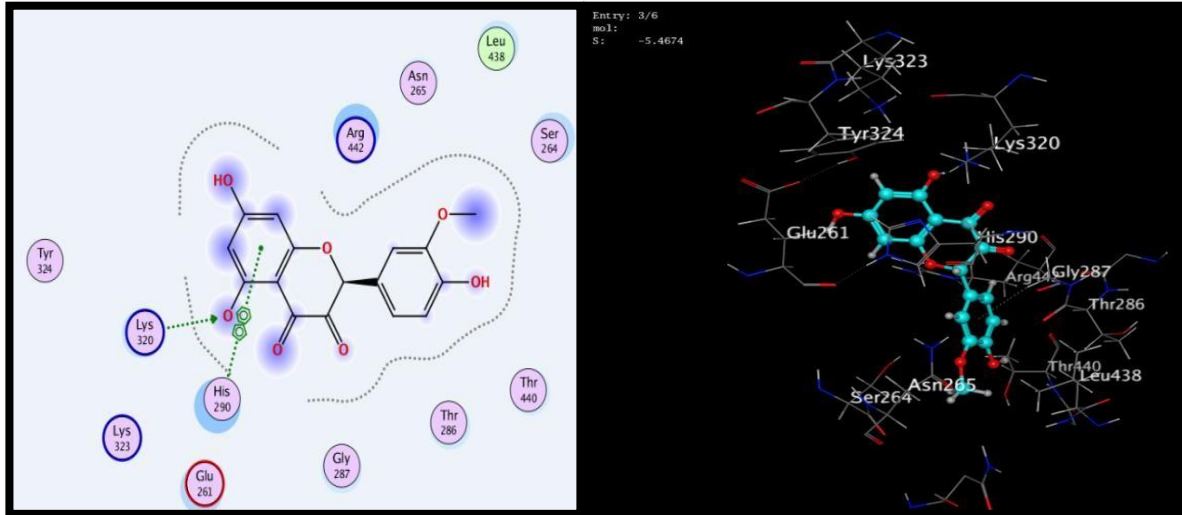 Leu
438
Asn
265
Arg
442
Ser
264
HO
O
O
OH
Tyr
324
O
O
O
Lys
320
His
290
Thr
440
Lys
323
Thr
286
Gly
287
Glu
261
Entry: 3/6
mol:
S: -5.4674
Lys323
Tyr324
Lys320
Glu261
His290
Arg442
Gly287
Thr286
Thr440
Leu438
Asn265
Ser264